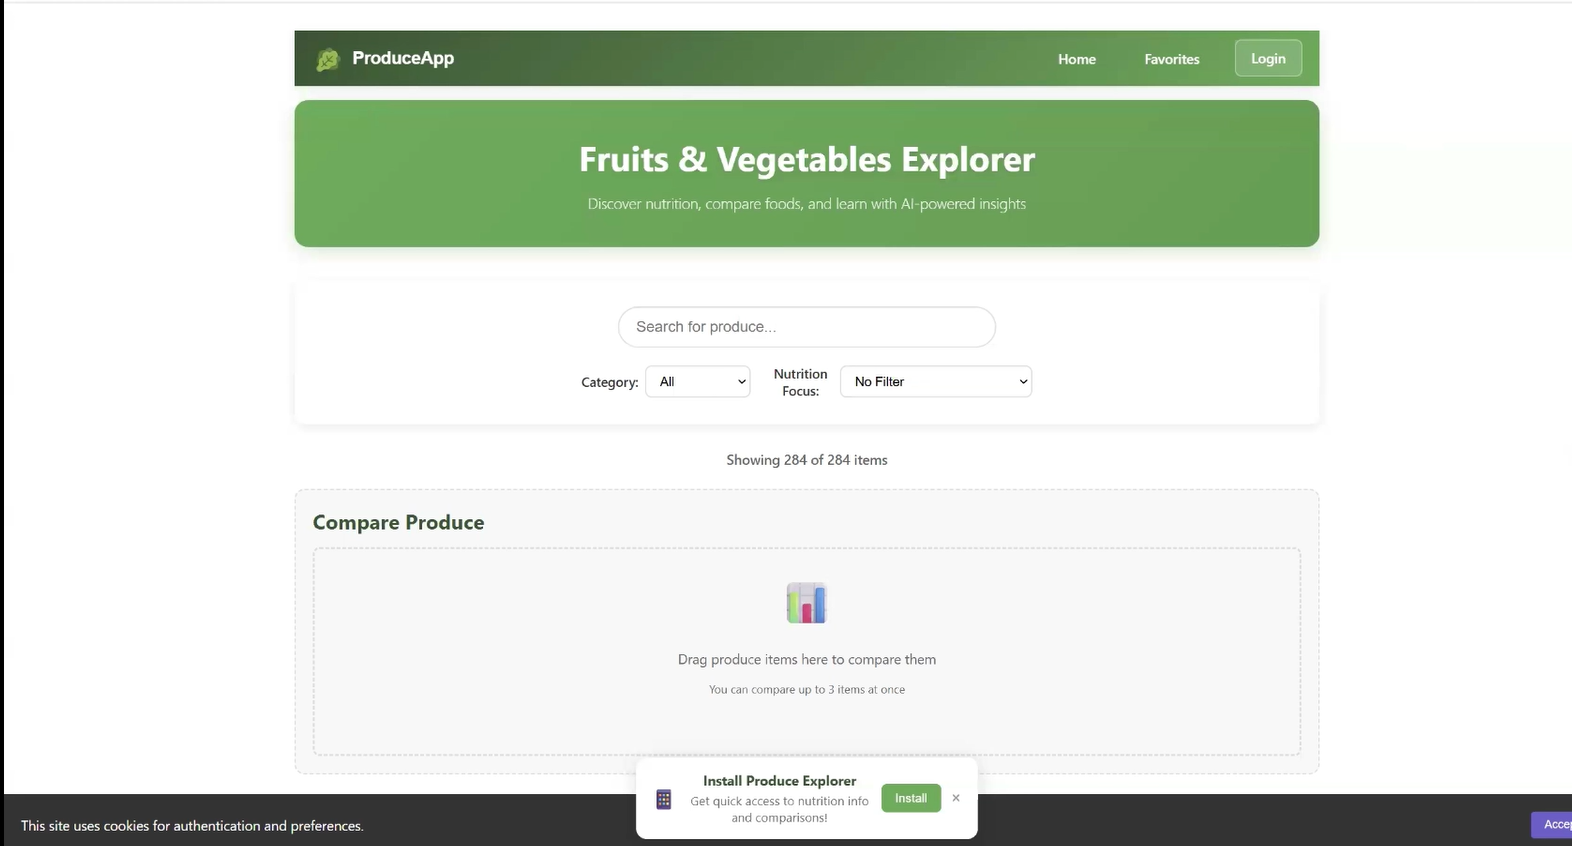 ProduceApp
Home
Favorites
Login
Fruits & Vegetables Explorer
Discover nutrition, compare foods, and learn with AI-powered insights
Search for produce...
Category:
All
Nutrition
Focus:
No Filter
Showing 284 of 284 items
Compare Produce
Drag produce items here to compare them
You can compare up to 3 items at once
Install Produce Explorer
Get quick access to nutrition info
and comparisons!
Install
×
This site uses cookies for authentication and preferences.